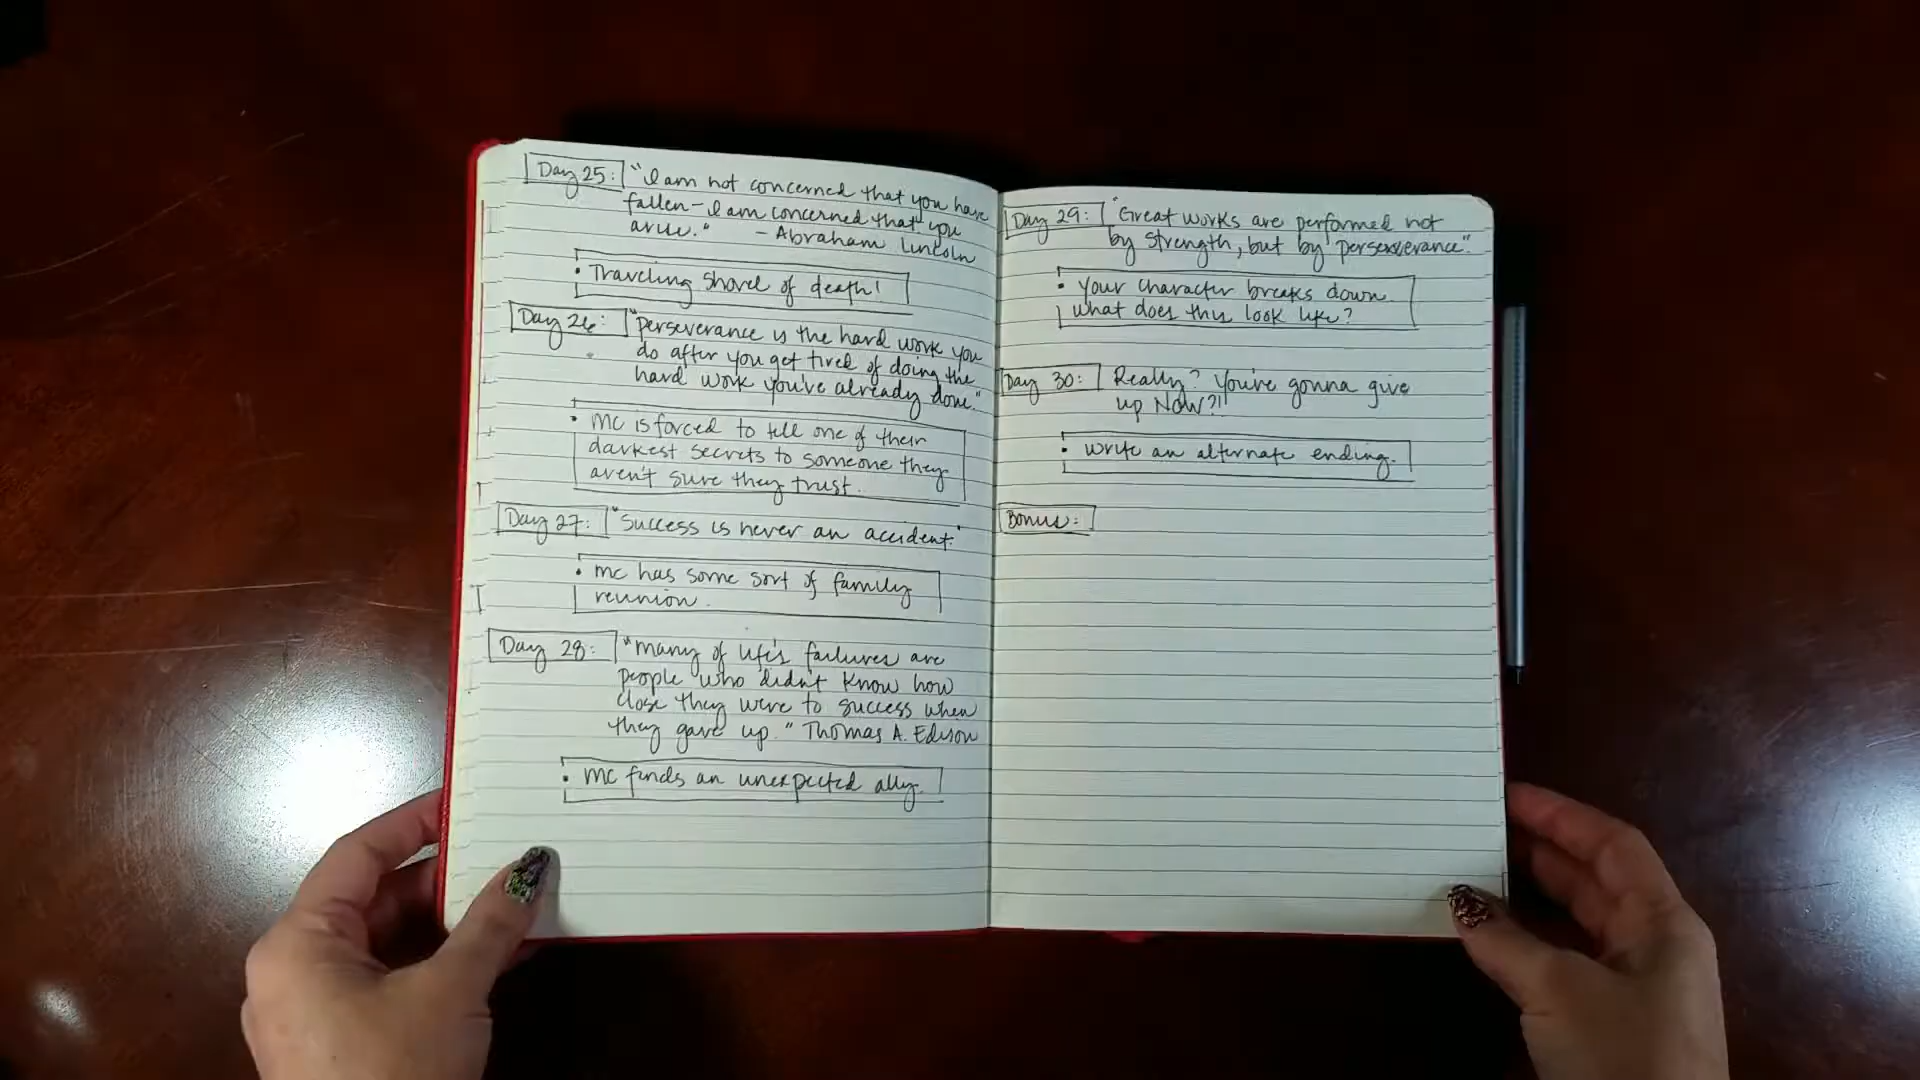 Day 25: "I am not concerned that you have
fallen - I am concerned that you
arise." - Abraham Lincoln
• Traveling Shovel of death!
Day 26: "Perseverance is the hard work you
do after you get tired of doing the
hard work you've already done."
• MC is forced to tell one of their
darkest secrets to someone they
aren't sure they trust.
Day 27: "Success is never an accident."
• MC has some sort of family
reunion.
Day 28: "Many of life's failures are
people who didn't know how
close they were to success when
they gave up." Thomas A. Edison
• MC finds an unexpected ally.
Day 29: "Great works are performed not
by strength, but by perseverance".
• Your character breaks down.
What does this look like?
Day 30: Really? You're gonna give
up NOW?!
• Write an alternate ending.
Bonus: